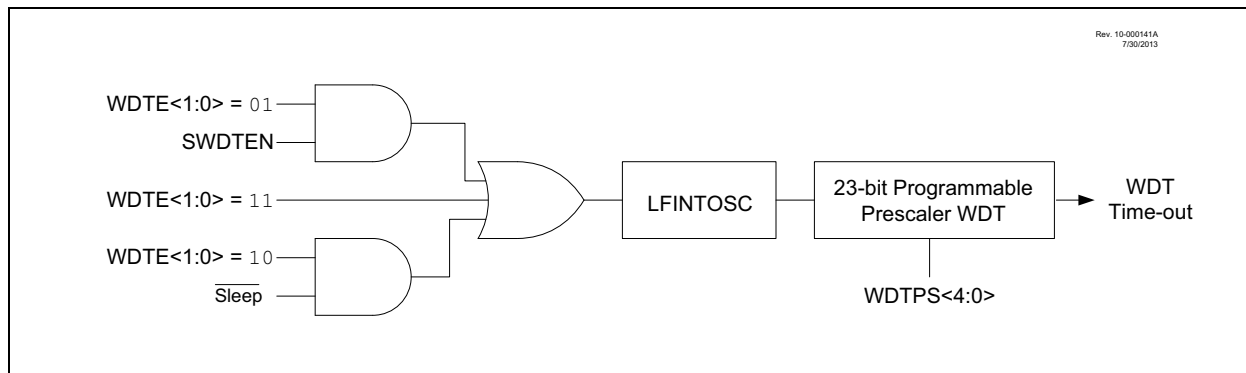 Rev. 10-000141A
7/30/2013
WDTE<1:0> = 01
SWDTEN
WDTE<1:0> = 11
WDTE<1:0> = 10
Sleep
LFINTOSC
23-bit Programmable
Prescaler WDT
WDT
Time-out
WDTPS<4:0>